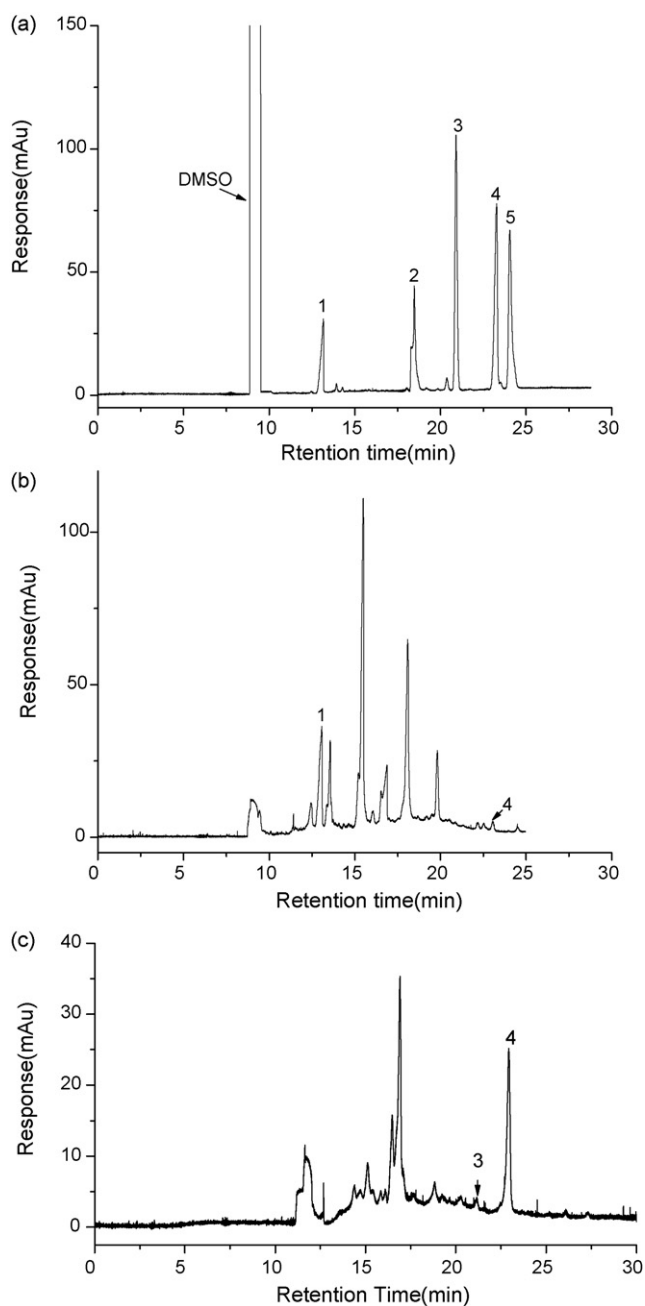 (a)
150
100
50
0
Response(mAu)
DMSO
1
2
3
4
5
0 5 10 15 20 25 30
Rtention time(min)
(b)
100
50
0
Response(mAu)
1
4
0 5 10 15 20 25 30
Retention time(min)
(c)
40
30
20
10
0
Response(mAu)
3
4
0 5 10 15 20 25 30
Retention Time(min)